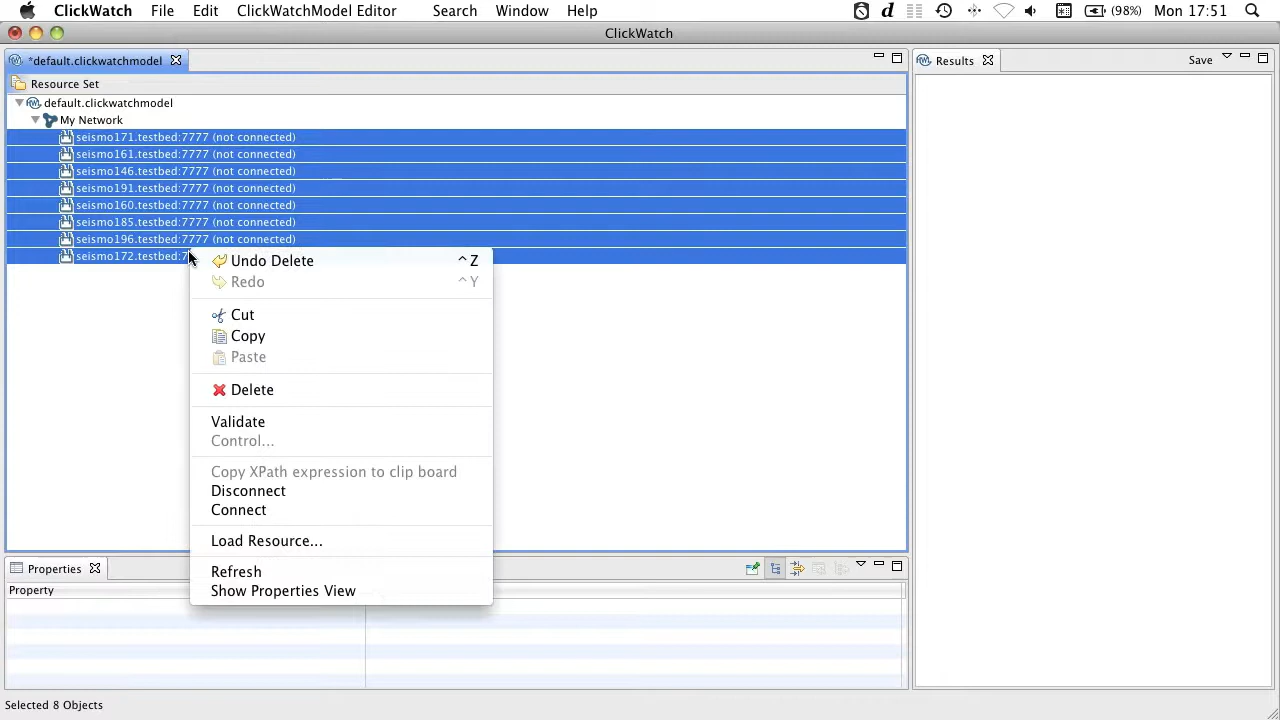 ClickWatch File Edit ClickWatchModel Editor Search Window Help d (98%) Mon 17:51
ClickWatch
*default.clickwatchmodel
Results
Save
Resource Set
default.clickwatchmodel
My Network
seismo171.testbed:7777 (not connected)
seismo161.testbed:7777 (not connected)
seismo146.testbed:7777 (not connected)
seismo191.testbed:7777 (not connected)
seismo160.testbed:7777 (not connected)
seismo185.testbed:7777 (not connected)
seismo196.testbed:7777 (not connected)
seismo172.testbed:7
Undo Delete ^Z
Redo ^Y
Cut
Copy
Paste
Delete
Validate
Control...
Copy XPath expression to clip board
Disconnect
Connect
Load Resource...
Refresh
Show Properties View
Properties
Property
Selected 8 Objects